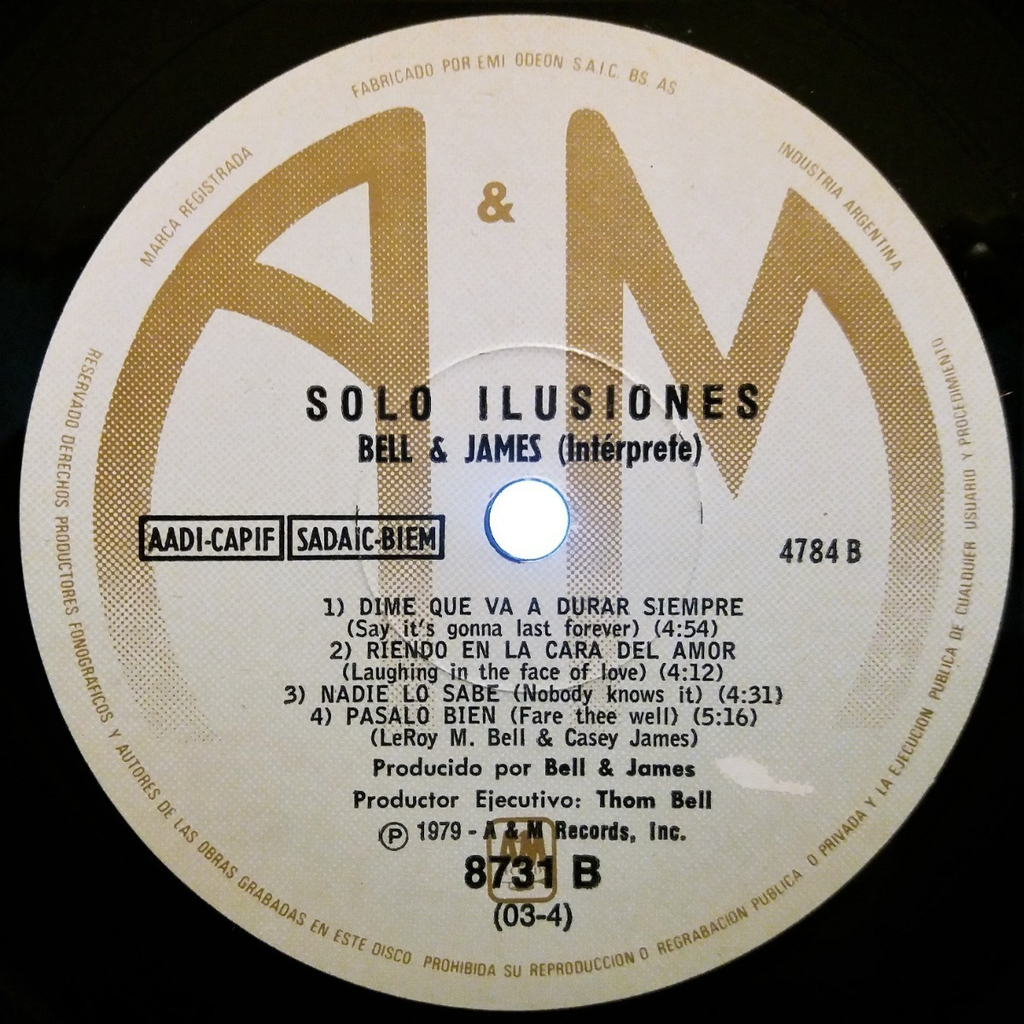 FABRICADO POR EMI ODEON S.A.I.C. BS. AS
MARCA REGISTRADA
INDUSTRIA ARGENTINA
A & M
SOLO ILUSIONES
BELL & JAMES (Intérprete)
AADI-CAPIF SADAIC-BIEM
4784 B
1) DIME QUE VA A DURAR SIEMPRE
(Say it's gonna last forever) (4:54)
2) RIENDO EN LA CARA DEL AMOR
(Laughing in the face of love) (4:12)
3) NADIE LO SABE (Nobody knows it) (4:31)
4) PASALO BIEN (Fare thee well) (5:16)
(LeRoy M. Bell & Casey James)
Producido por Bell & James
Productor Ejecutivo: Thom Bell
Ⓟ 1979 - A & M Records, Inc.
AM
8731 B
(03-4)
RESERVADO DERECHOS PRODUCTORES FONOGRAFICOS Y AUTORES DE LAS OBRAS GRABADAS EN ESTE DISCO PROHIBIDA SU REPRODUCCION O REGRABACION PUBLICA O PRIVADA Y LA EJECUCION PUBLICA DE CUALQUIER USUARIO Y PROCEDIMIENTO